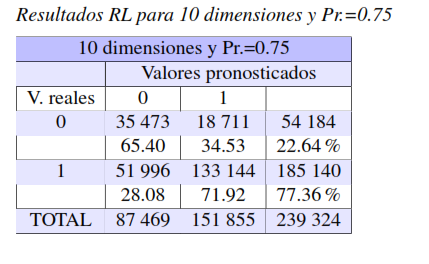 Resultados RL para 10 dimensiones y Pr.=0.75
10 dimensiones y Pr.=0.75
Valores pronosticados
V. reales 0 1
0 35 473 18 711 54 184
65.40 34.53 22.64 %
1 51 996 133 144 185 140
28.08 71.92 77.36 %
TOTAL 87 469 151 855 239 324